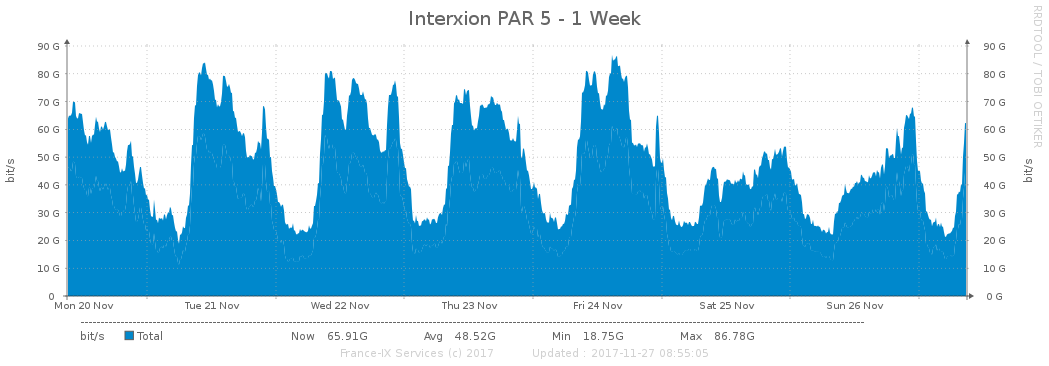 Interxion PAR 5 - 1 Week
RRDTOOL / TOBI OETIKER
bit/s
90 G
80 G
70 G
60 G
50 G
40 G
30 G
20 G
10 G
0
90 G
80 G
70 G
60 G
50 G
40 G
30 G
20 G
10 G
0 G
bit/s
Mon 20 Nov Tue 21 Nov Wed 22 Nov Thu 23 Nov Fri 24 Nov Sat 25 Nov Sun 26 Nov
bit/s Total Now 65.91G Avg 48.52G Min 18.75G Max 86.78G
France-IX Services (c) 2017 Updated : 2017-11-27 08:55:05